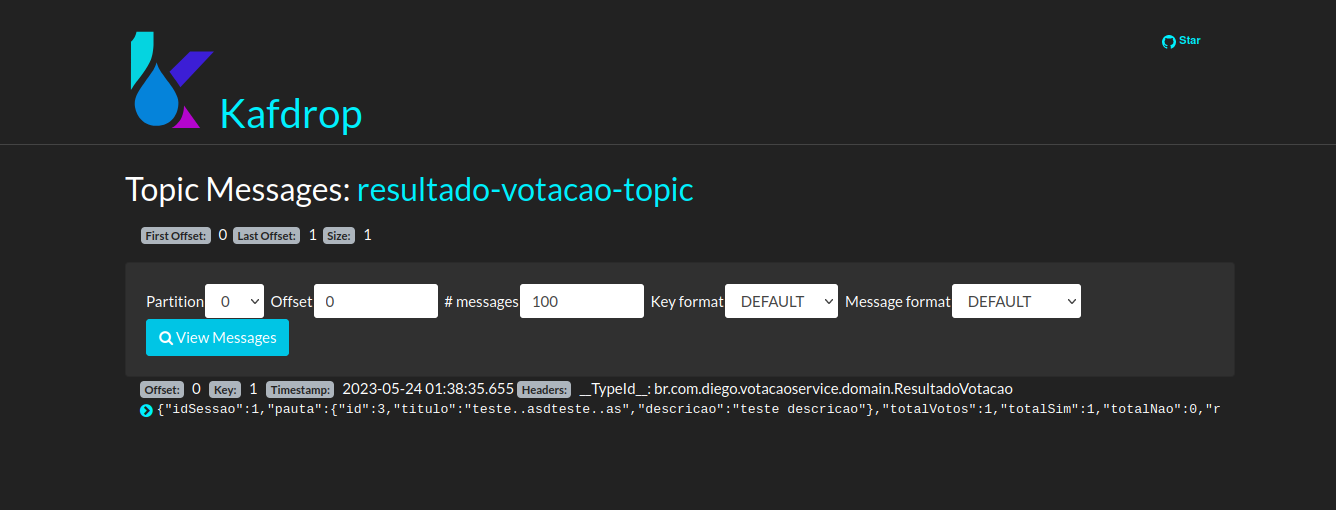 Star
Kafdrop
Topic Messages: resultado-votacao-topic
First Offset: 0 Last Offset: 1 Size: 1
Partition 0 Offset 0 # messages 100 Key format DEFAULT Message format DEFAULT
View Messages
Offset: 0 Key: 1 Timestamp: 2023-05-24 01:38:35.655 Headers: __TypeId__: br.com.diego.votacaoservice.domain.ResultadoVotacao
{"idSessao":1,"pauta":{"id":3,"titulo":"teste..asdteste..as","descricao":"teste descricao"},"totalVotos":1,"totalSim":1,"totalNao":0,"r